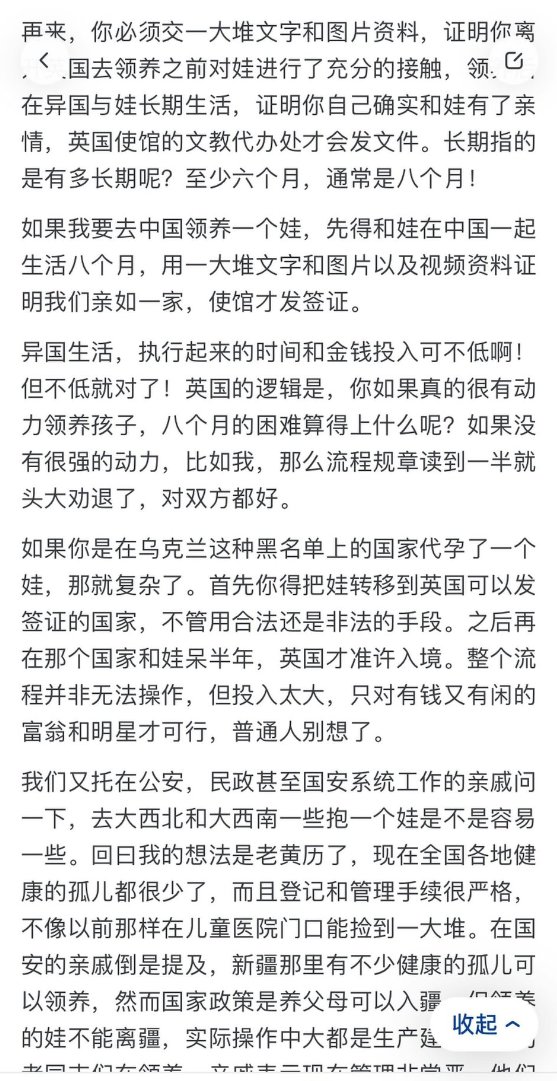 再来，你必须交一大堆文字和图片资料，证明你离
国去领养之前对娃进行了充分的接触，领
在异国与娃长期生活，证明你自己确实和娃有了亲
情，英国使馆的文教代办处才会发文件。长期指的
是有多长期呢？至少六个月，通常是八个月！
如果我要去中国领养一个娃，先得和娃在中国一起
生活八个月，用一大堆文字和图片以及视频资料证
明我们亲如一家，使馆才发签证。
异国生活，执行起来的时间和金钱投入可不低啊！
但不低就对了！英国的逻辑是，你如果真的很有动
力领养孩子，八个月的困难算得上什么呢？如果没
有很强的动力，比如我，那么流程规章读到一半就
头大劝退了，对双方都好。
如果你是在乌克兰这种黑名单上的国家代孕了一个
娃，那就复杂了。首先你得把娃转移到英国可以发
签证的国家，不管用合法还是非法的手段。之后再
在那个国家和娃呆半年，英国才准许入境。整个流
程并非无法操作，但投入太大，只对有钱又有闲的
富翁和明星才可行，普通人别想了。
我们又托在公安，民政甚至国安系统工作的亲戚问
一下，去大西北和大西南一些抱一个娃是不是容易
一些。回曰我的想法是老黄历了，现在全国各地健
康的孤儿都很少了，而且登记和管理手续很严格，
不像以前那样在儿童医院门口能捡到一大堆。在国
安的亲戚倒是提及，新疆那里有不少健康的孤儿可
以领养，然而国家政策是养父母可以入疆，但领养
的娃不能离疆，实际操作中大都是生产建
收起